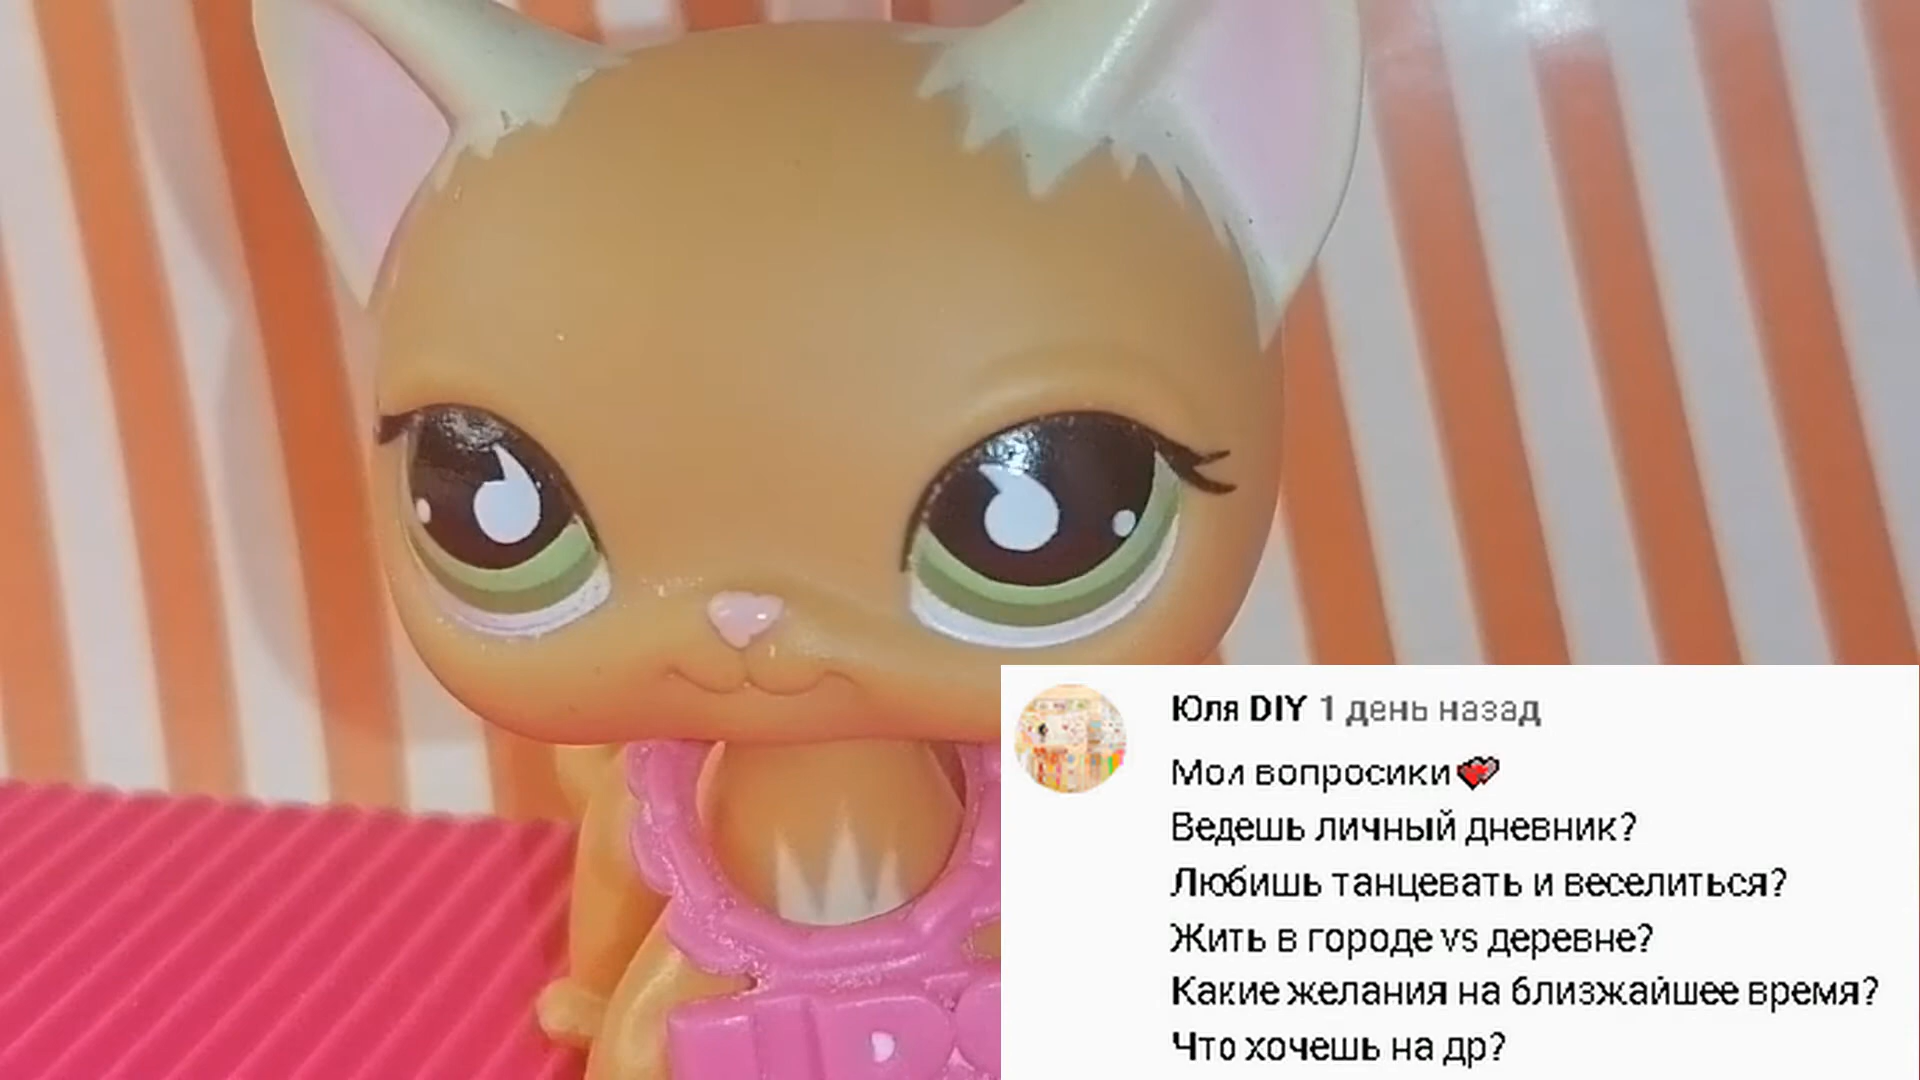 Юля DIY 1 день назад
Мои вопросики
Ведешь личный дневник?
Любишь танцевать и веселиться?
Жить в городе vs деревне?
Какие желания на близжайшее время?
Что хочешь на др?